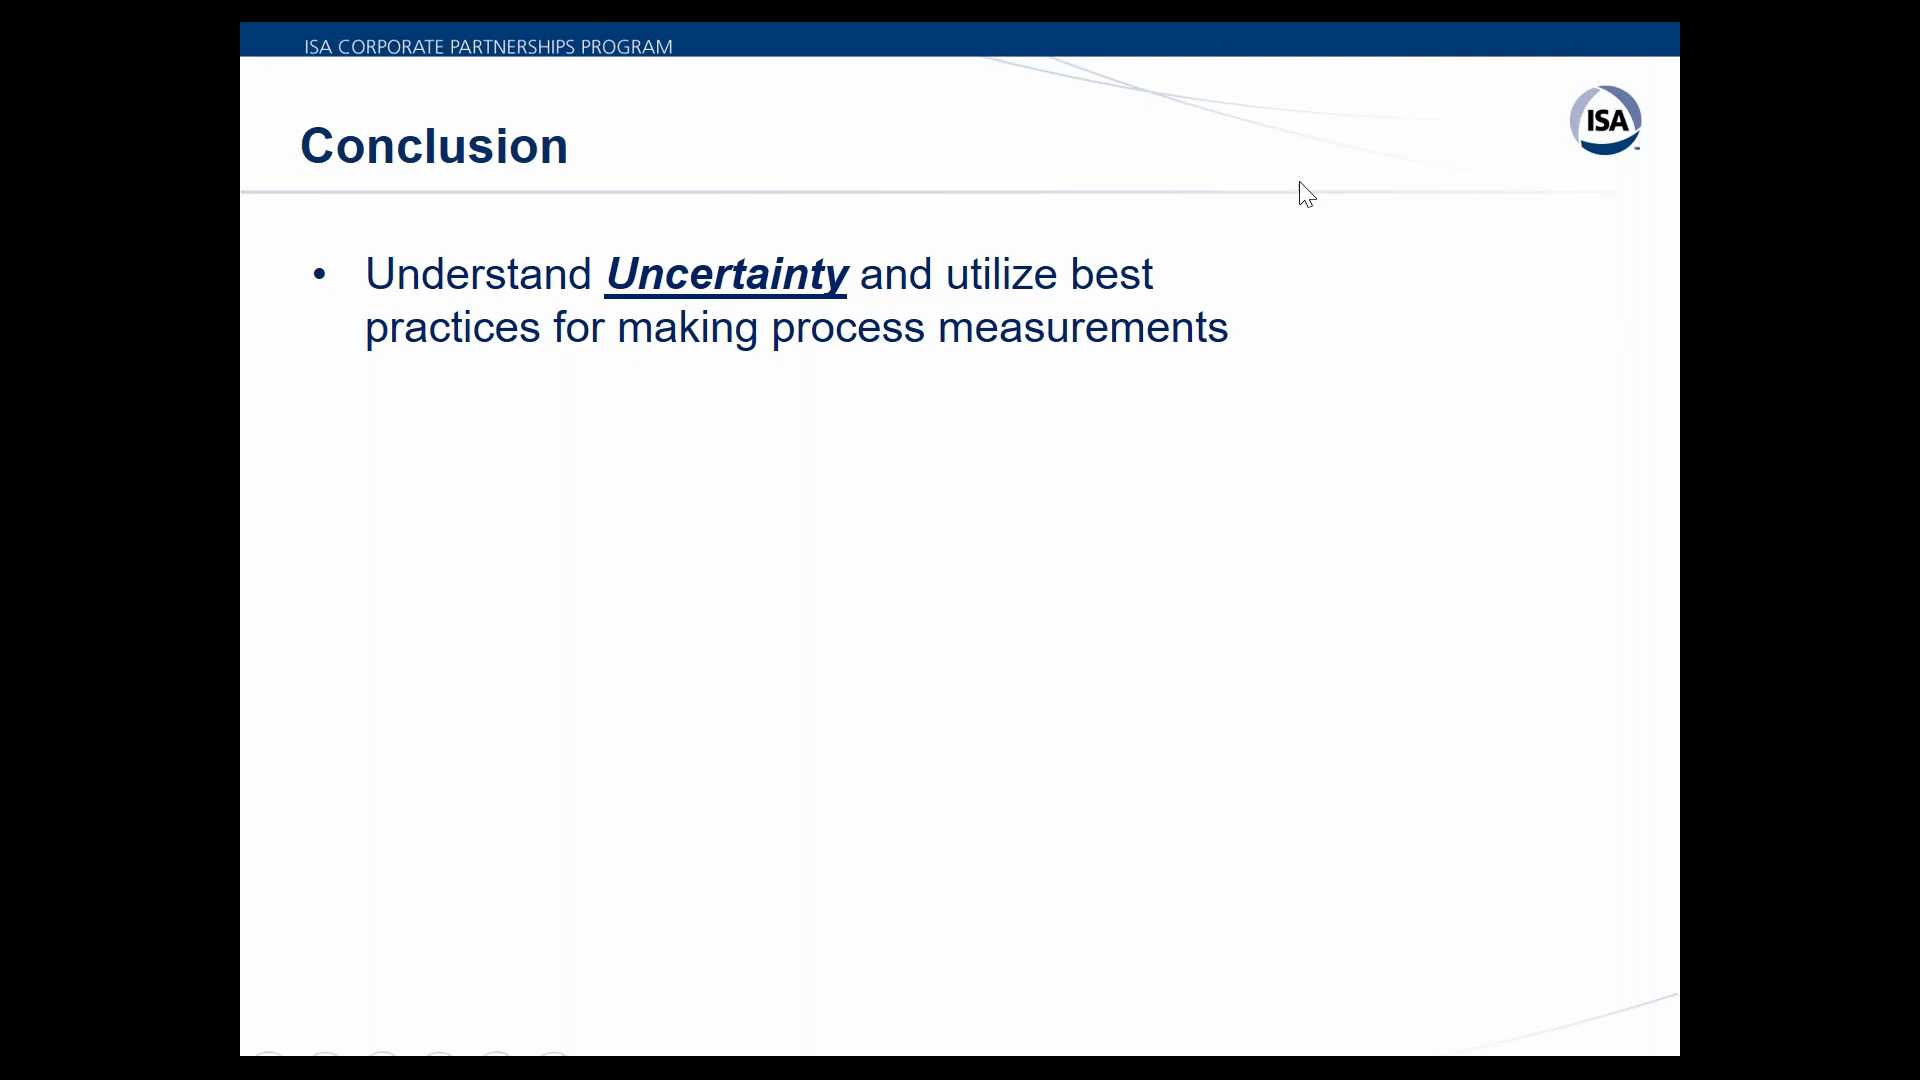 ISA CORPORATE PARTNERSHIPS PROGRAM
ISA
Conclusion
• Understand Uncertainty and utilize best
practices for making process measurements